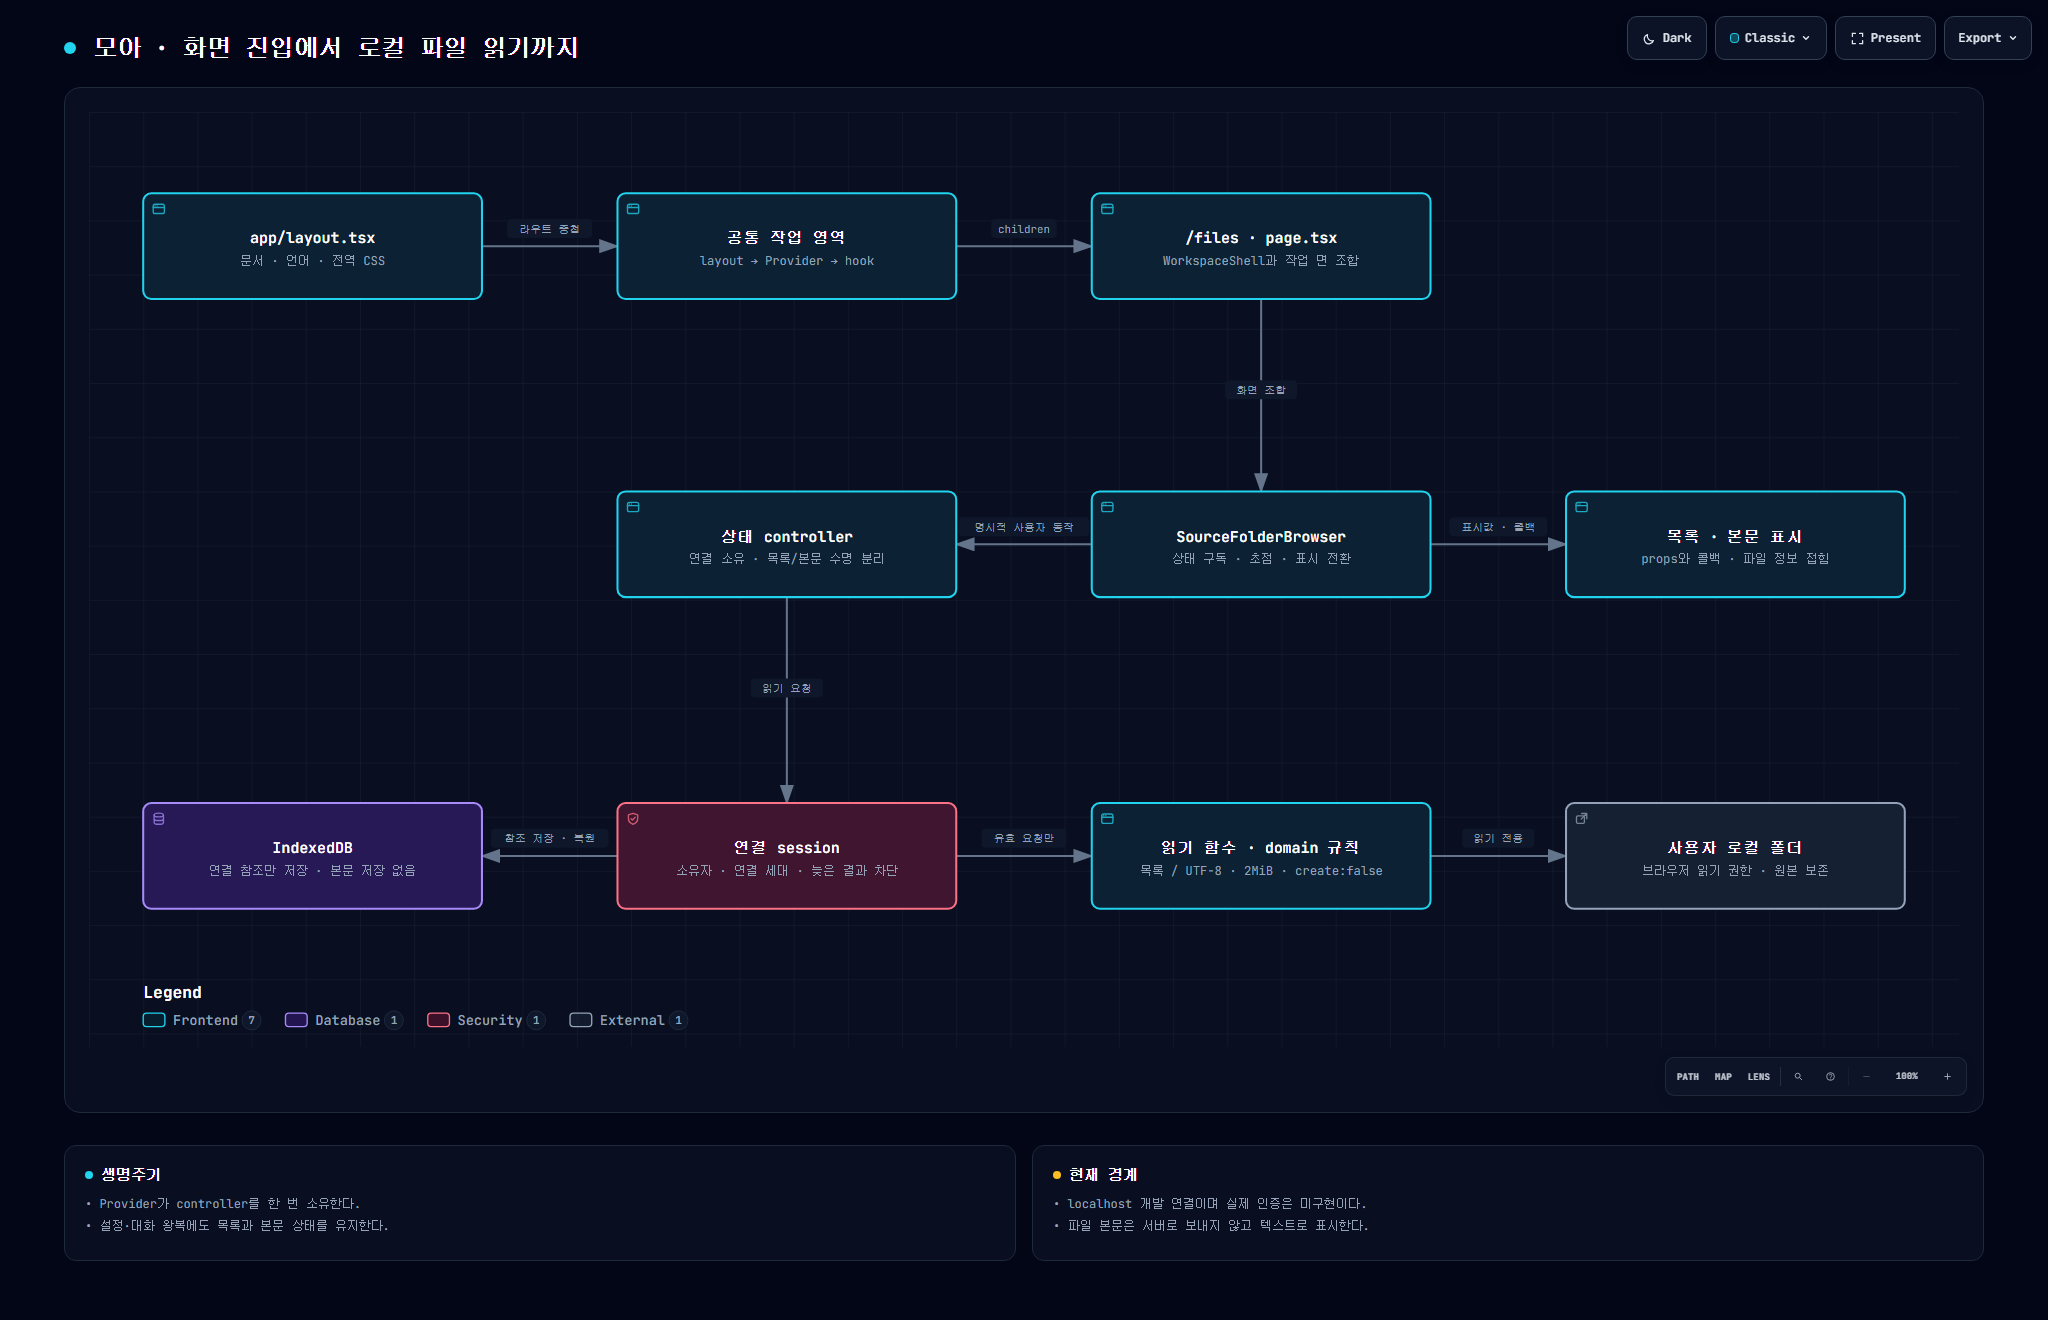 모아 · 화면 진입에서 로컬 파일 읽기까지
Dark
Classic
Present
Export
app/layout.tsx
문서 · 언어 · 전역 CSS
라우트 중첩
공통 작업 영역
layout → Provider → hook
children
/files · page.tsx
WorkspaceShell과 작업 면 조합
화면 조합
상태 controller
연결 소유 · 목록/본문 수명 분리
명시적 사용자 동작
SourceFolderBrowser
상태 구독 · 초점 · 표시 전환
표시값 · 콜백
목록 · 본문 표시
props와 콜백 · 파일 정보 접힘
읽기 요청
IndexedDB
연결 참조만 저장 · 본문 저장 없음
참조 저장 · 복원
연결 session
소유자 · 연결 세대 · 늦은 결과 차단
유효 요청만
읽기 함수 · domain 규칙
목록 / UTF-8 · 2MiB · create:false
읽기 전용
사용자 로컬 폴더
브라우저 읽기 권한 · 원본 보존
Legend
Frontend 7
Database 1
Security 1
External 1
PATH MAP LENS − 100% +
생명주기
• Provider가 controller를 한 번 소유한다.
• 설정·대화 왕복에도 목록과 본문 상태를 유지한다.
현재 경계
• localhost 개발 연결이며 실제 인증은 미구현이다.
• 파일 본문은 서버로 보내지 않고 텍스트로 표시한다.